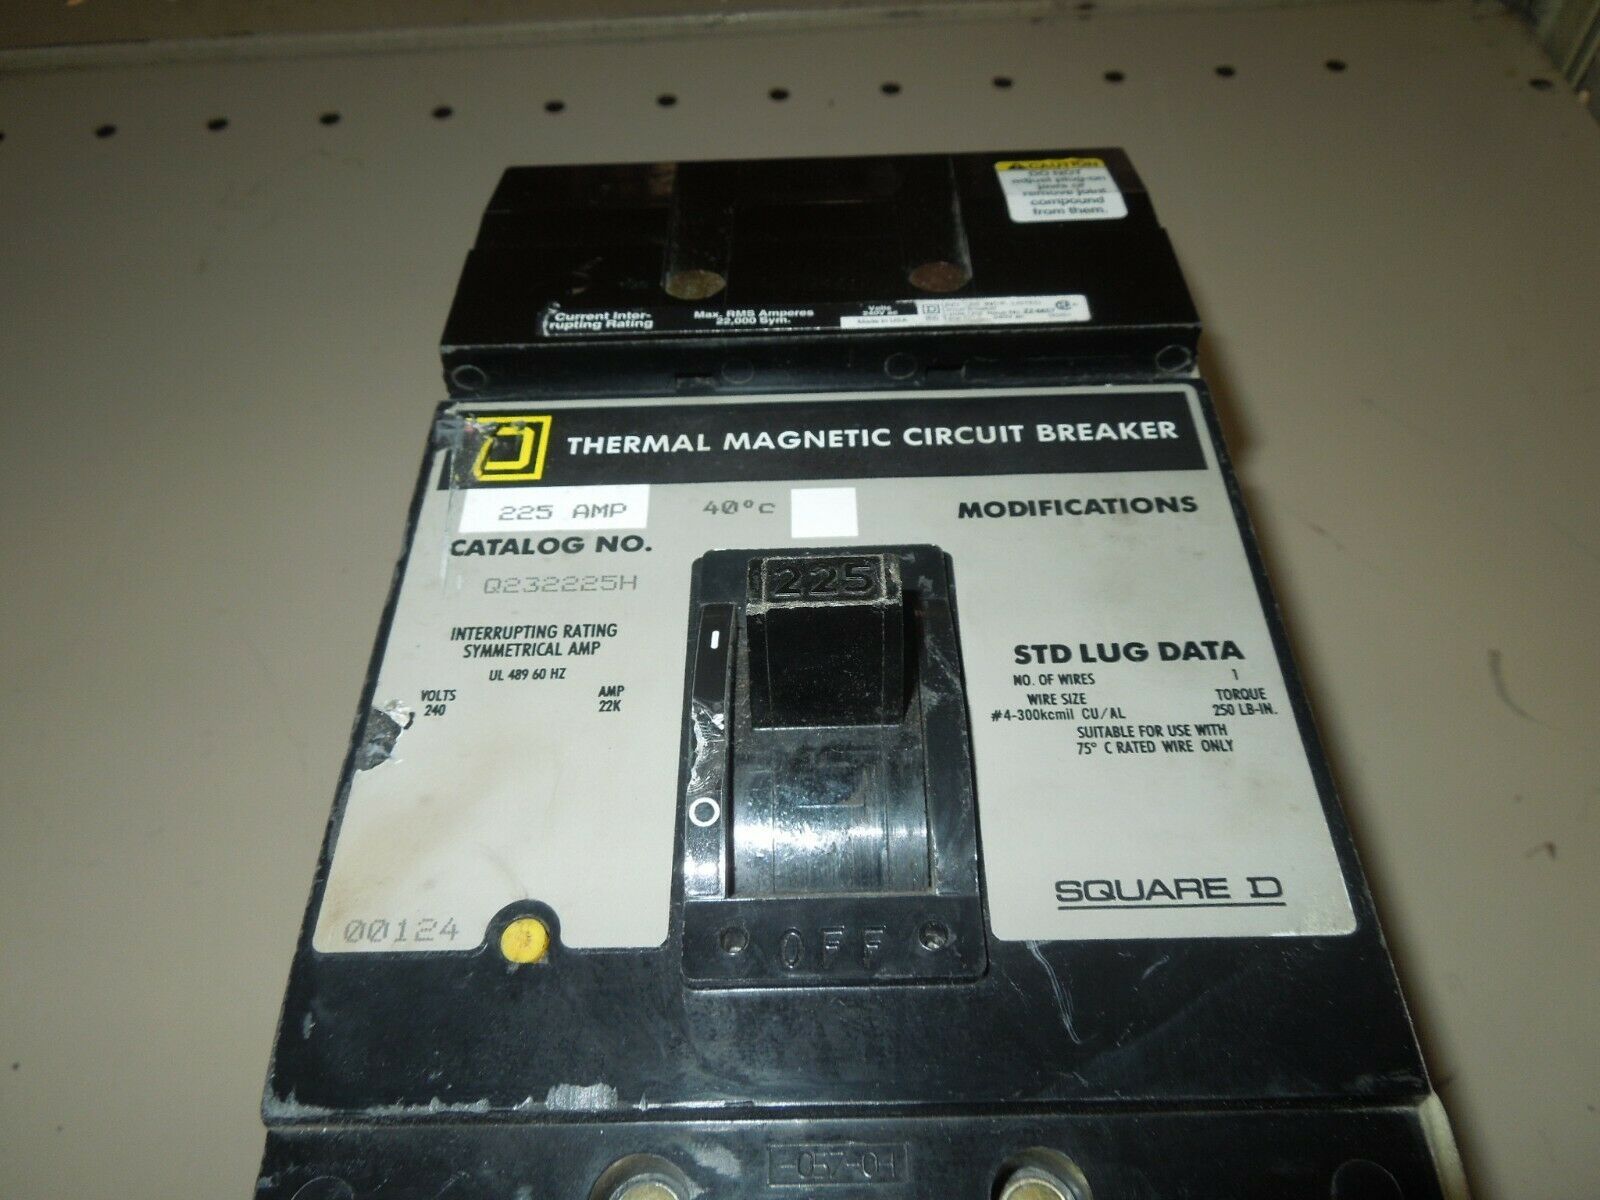 CAUTION
DO NOT
adjust plug-on
jaws or
remove joint
compound
from them.
Current Inter-
rupting Rating
Max. RMS Amperes
22,000 Sym.
Volts
240V ac
Made in USA
THERMAL MAGNETIC CIRCUIT BREAKER
225 AMP
40°C
MODIFICATIONS
CATALOG NO.
Q232225H
225
INTERRUPTING RATING
SYMMETRICAL AMP
UL 489 60 HZ
VOLTS
AMP
240
22K
STD LUG DATA
NO. OF WIRES
1
WIRE SIZE
TORQUE
#4-300kcmil CU/AL
250 LB-IN.
SUITABLE FOR USE WITH
75° C RATED WIRE ONLY
I
O
SQUARE D
00124
OFF